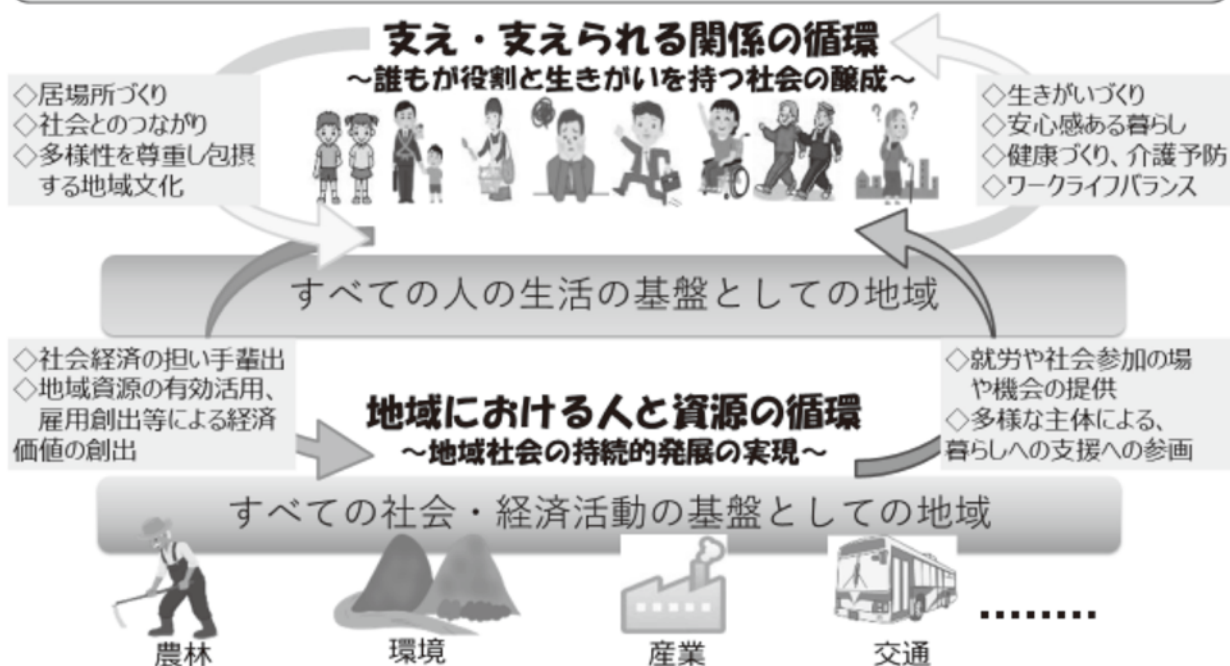 支え・支えられる関係の循環
~誰もが役割と生きがいを持つ社会の醸成~
◇居場所づくり
◇社会とのつながり
◇多様性を尊重し包摂
する地域文化
◇生きがいづくり
◇安心感ある暮らし
◇健康づくり、介護予防
◇ワークライフバランス
? ?
すべての人の生活の基盤としての地域
◇社会経済の担い手輩出
◇地域資源の有効活用、
雇用創出等による経済
価値の創出
地域における人と資源の循環
~地域社会の持続的発展の実現~
◇就労や社会参加の場
や機会の提供
◇多様な主体による、
暮らしへの支援への参画
すべての社会・経済活動の基盤としての地域
農林
環境
産業
交通
………